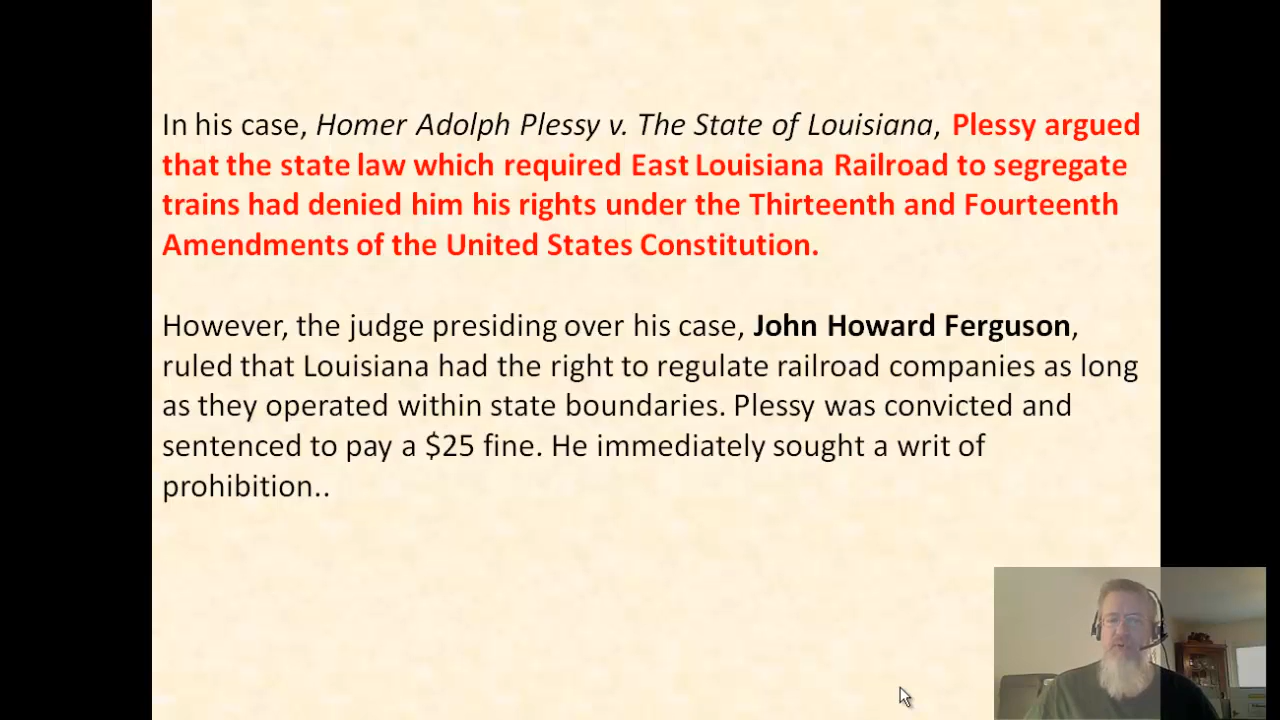 In his case, Homer Adolph Plessy v. The State of Louisiana, Plessy argued
that the state law which required East Louisiana Railroad to segregate
trains had denied him his rights under the Thirteenth and Fourteenth
Amendments of the United States Constitution.
However, the judge presiding over his case, John Howard Ferguson,
ruled that Louisiana had the right to regulate railroad companies as long
as they operated within state boundaries. Plessy was convicted and
sentenced to pay a $25 fine. He immediately sought a writ of
prohibition..